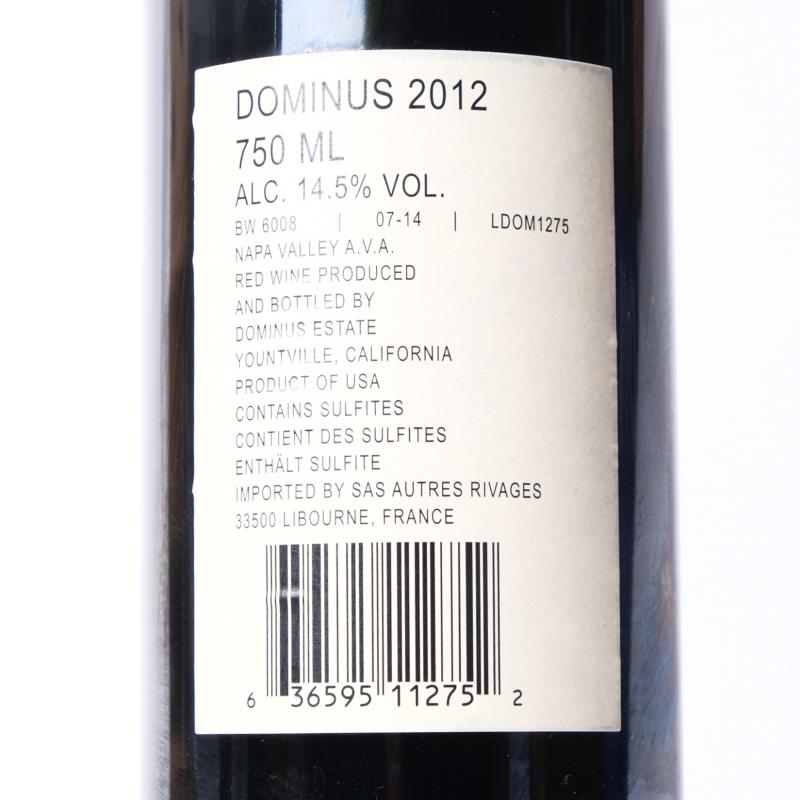 DOMINUS 2012
750 ML
ALC. 14.5% VOL.
BW 6008 | 07-14 | LDOM1275
NAPA VALLEY A.V.A.
RED WINE PRODUCED
AND BOTTLED BY
DOMINUS ESTATE
YOUNTVILLE, CALIFORNIA
PRODUCT OF USA
CONTAINS SULFITES
CONTIENT DES SULFITES
ENTHÄLT SULFITE
IMPORTED BY SAS AUTRES RIVAGES
33500 LIBOURNE, FRANCE
6 36595 11275 2